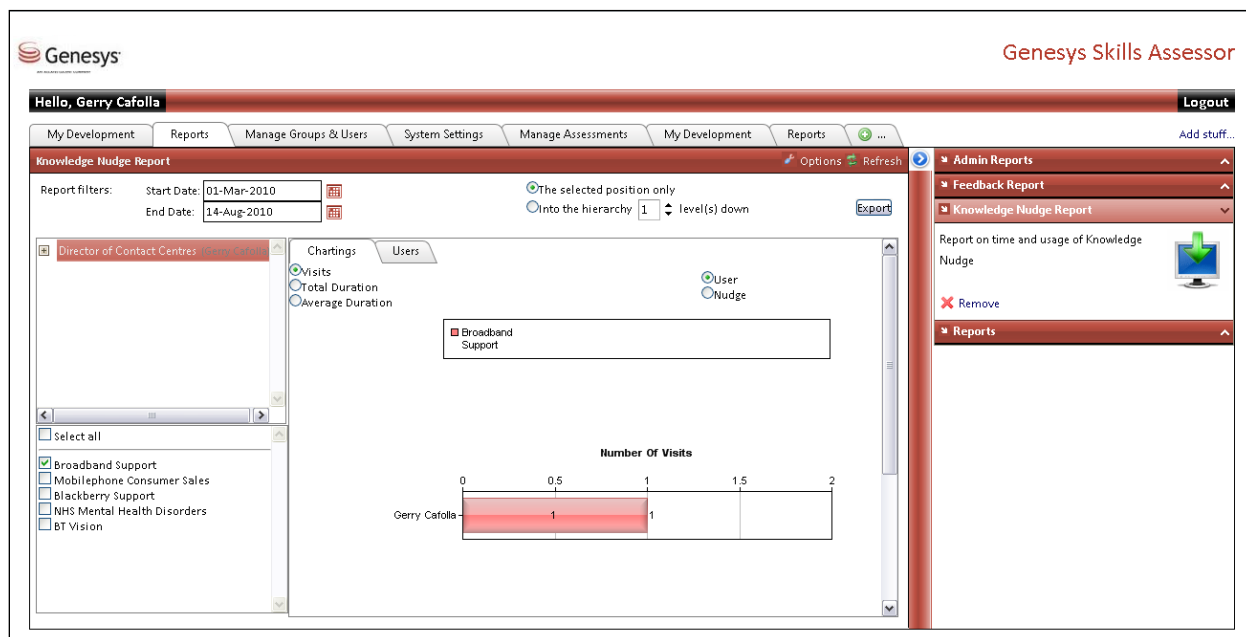 Genesys
Genesys Skills Assessor
Hello, Gerry Cafolla
Logout
My Development
Reports
Manage Groups & Users
System Settings
Manage Assessments
My Development
Reports
...
Add stuff...
Knowledge Nudge Report
Options
Refresh
Report filters:
Start Date: 01-Mar-2010
End Date: 14-Aug-2010
The selected position only
Into the hierarchy 1 level(s) down
Export
Director of Contact Centres (Gerry Cafolla
Select all
Broadband Support
Mobilephone Consumer Sales
Blackberry Support
NHS Mental Health Disorders
BT Vision
Chartings
Users
Visits
Total Duration
Average Duration
User
Nudge
Broadband
Support
Number Of Visits
0 0.5 1 1.5 2
Gerry Cafolla
1
1
Admin Reports
Feedback Report
Knowledge Nudge Report
Report on time and usage of Knowledge
Nudge
Remove
Reports